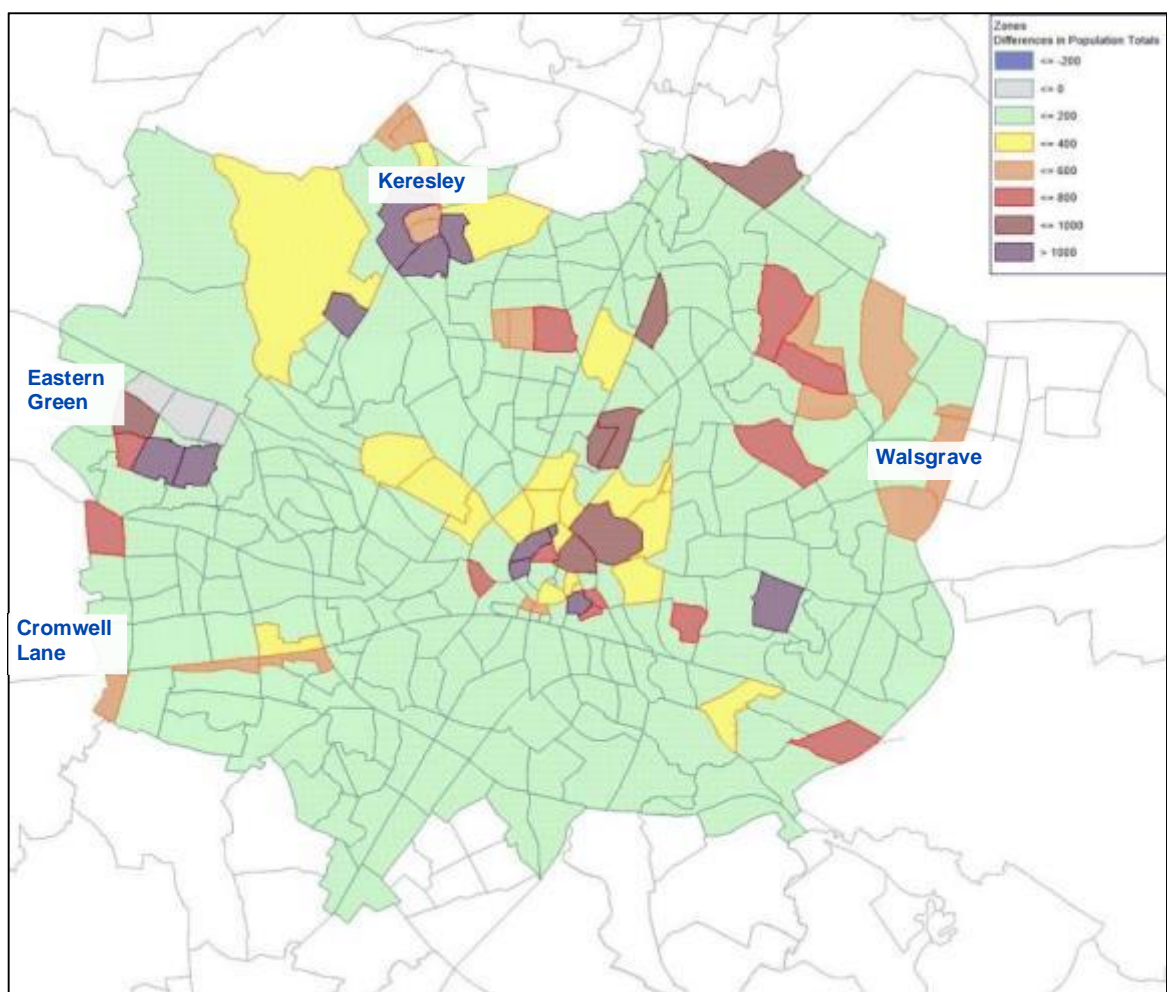 Zones
Differences in Population Totals
<= -200
<= 0
<= 200
<= 400
<= 600
<= 800
<= 1000
> 1000
Keresley
Eastern
Green
Walsgrave
Cromwell
Lane